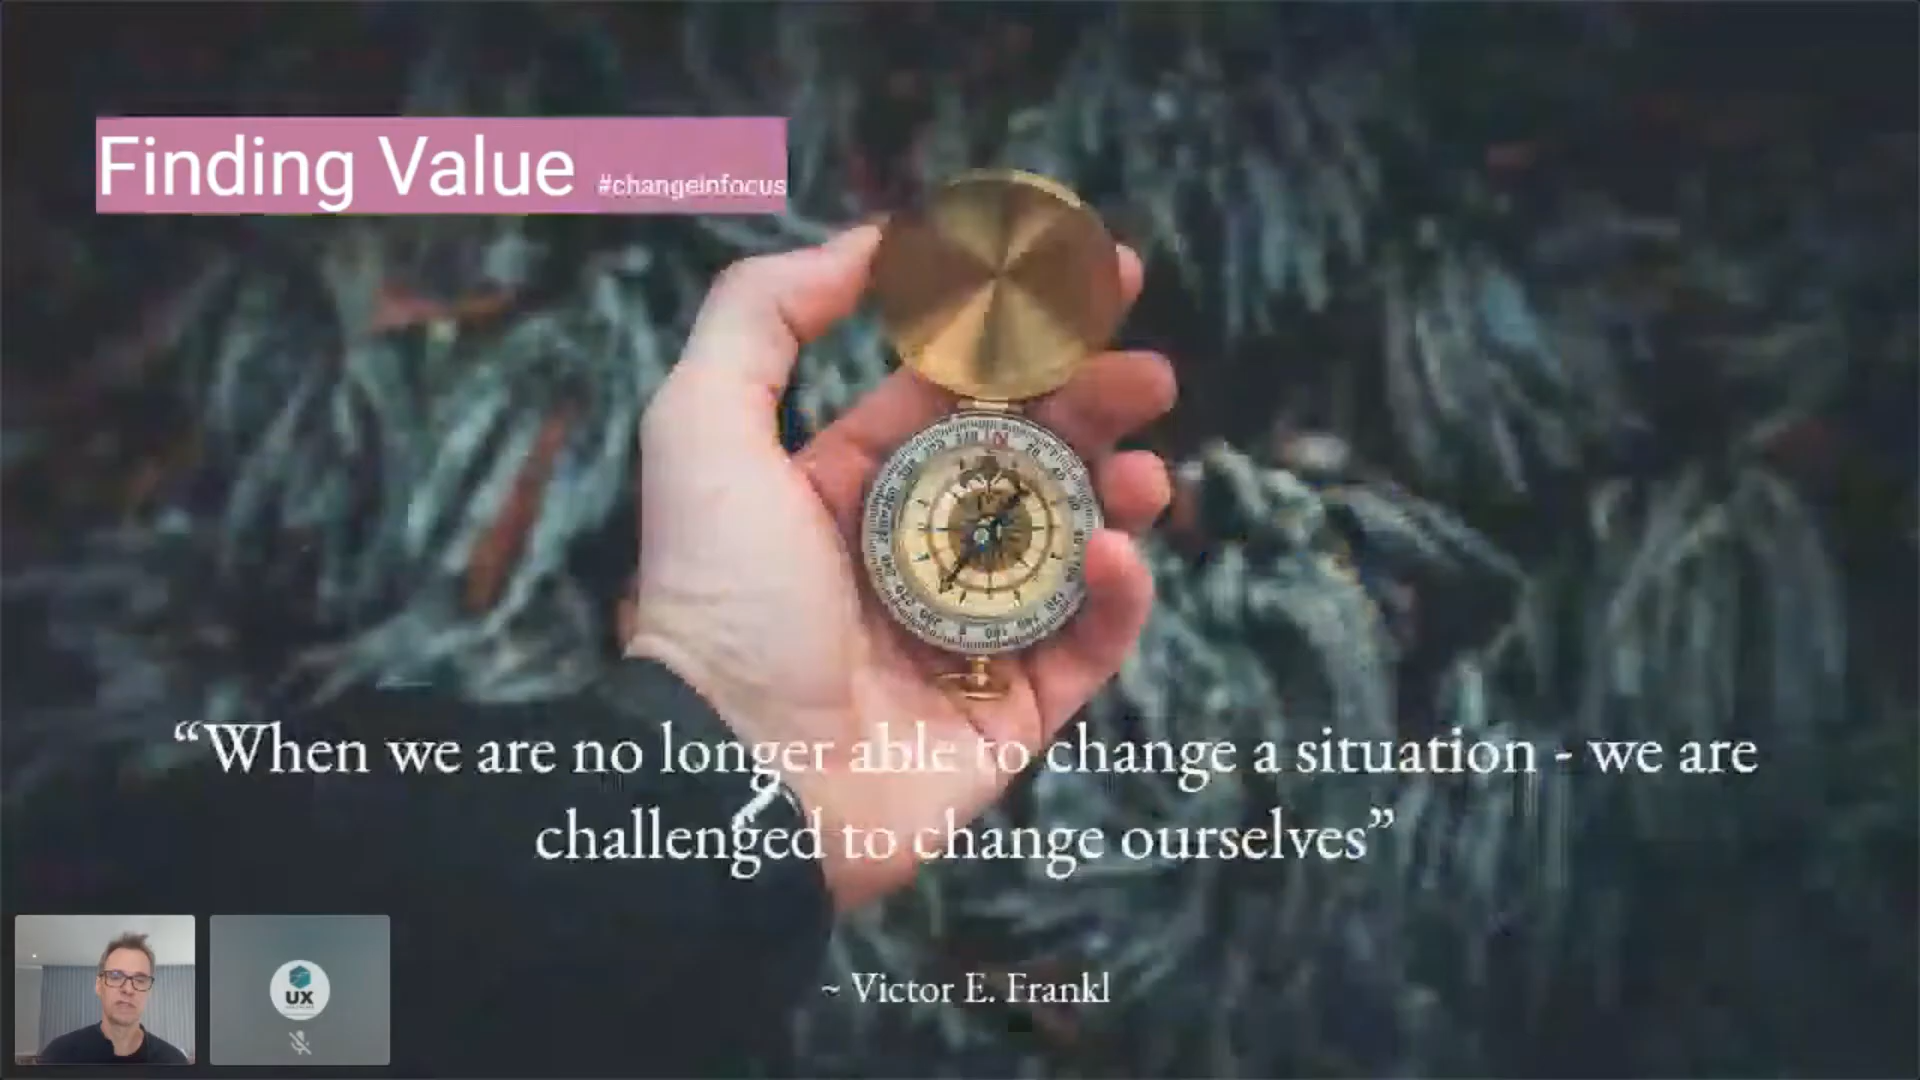 Finding Value #changeinfocus
“When we are no longer able to change a situation - we are
challenged to change ourselves”
~ Victor E. Frankl
UX